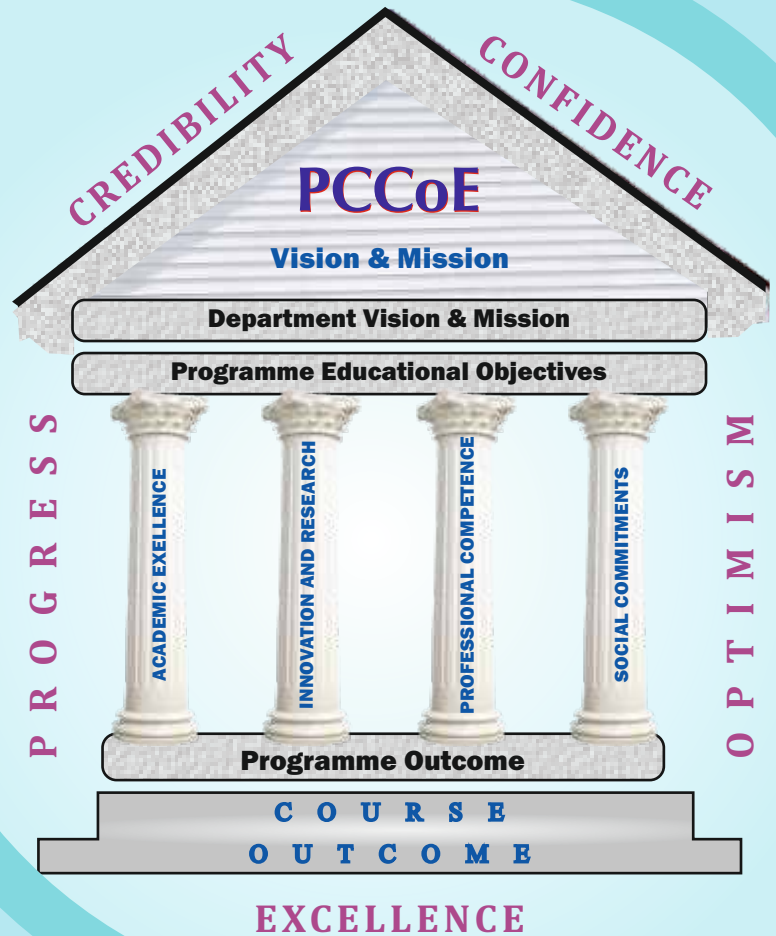 CREDIBILITY
CONFIDENCE
PCCoE
Vision & Mission
Department Vision & Mission
Programme Educational Objectives
PROGRESS
ACADEMIC EXELLENCE
INNOVATION AND RESEARCH
PROFESSIONAL COMPETENCE
SOCIAL COMMITMENTS
OPTIMISM
Programme Outcome
COURSE
OUTCOME
EXCELLENCE